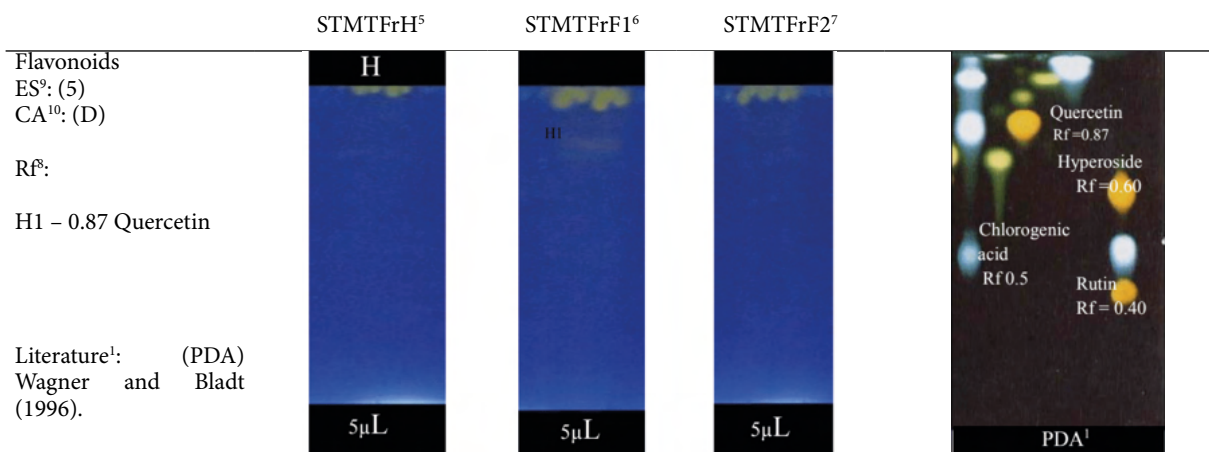 STMTFrH⁵ STMTFrF1⁶ STMTFrF2⁷
Flavonoids
ES⁹: (5)
CA¹⁰: (D)
Rf⁸:
H1 – 0.87 Quercetin
Literature¹: (PDA)
Wagner and Bladt
(1996).
H
5µL
H1
5µL
5µL
Quercetin
Rf =0.87
Hyperoside
Rf =0.60
Chlorogenic
acid
Rf 0.5
Rutin
Rf = 0.40
PDA¹